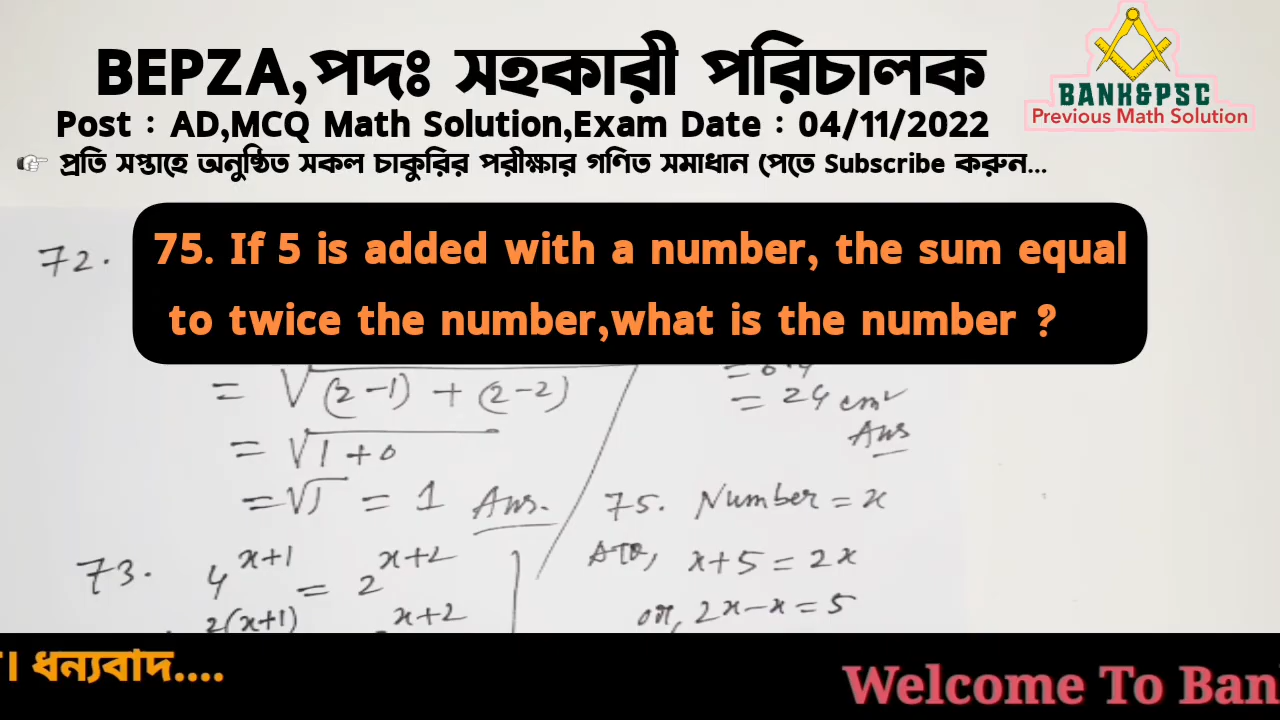 BEPZA,পদঃ সহকারী পরিচালক
Post : AD,MCQ Math Solution,Exam Date : 04/11/2022
প্রতি সপ্তাহে অনুষ্ঠিত সকল চাকুরির পরীক্ষার গণিত সমাধান পেতে Subscribe করুন...
BANK&PSC
Previous Math Solution
75. If 5 is added with a number, the sum equal
to twice the number,what is the number ?
72.
= √(2-1) + (2-2)
= √1+0
= √1 = 1 Ans.
73. 4^x+1 = 2^x+2
2(x+1) x+2
= 24 cm²
Ans
75. Number = x
ATQ, x+5 = 2x
or, 2x-x = 5
। ধন্যবাদ....
Welcome To Ban